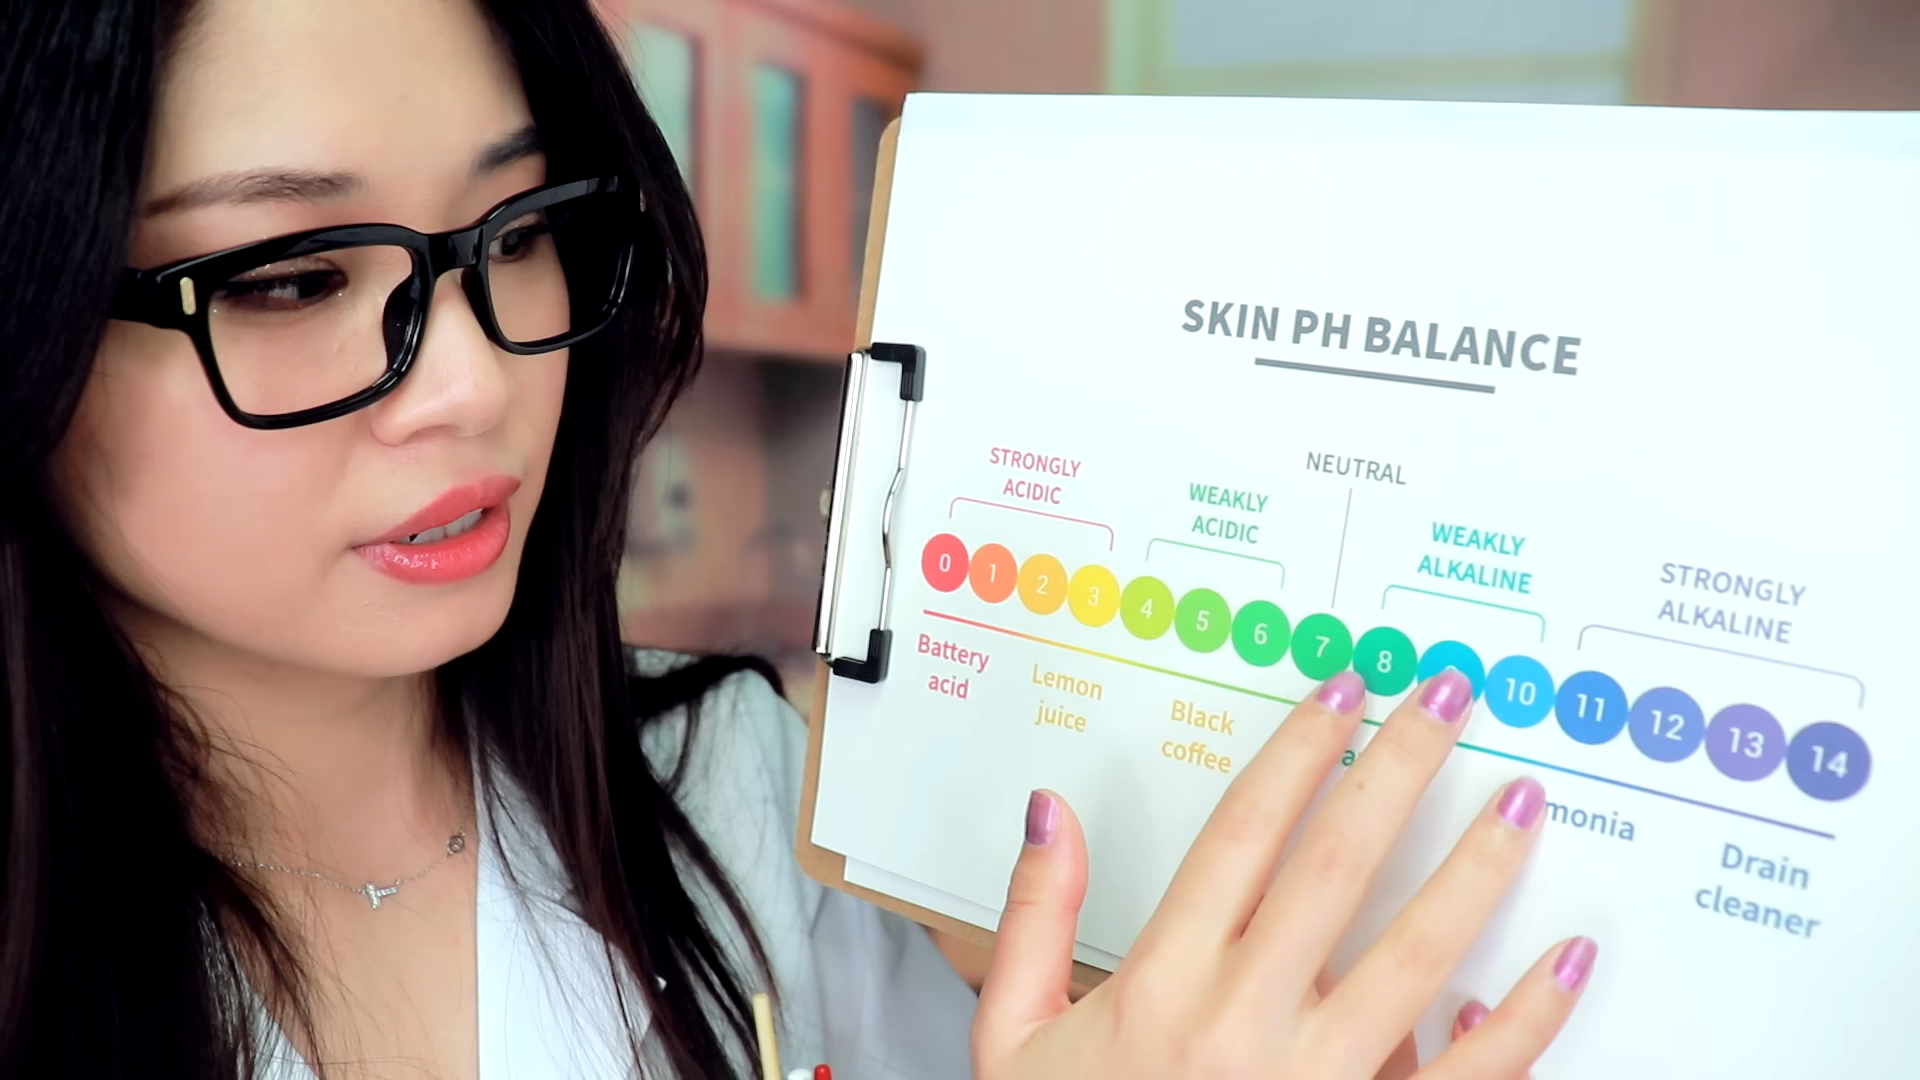 SKIN PH BALANCE
STRONGLY
ACIDIC
WEAKLY
ACIDIC
NEUTRAL
WEAKLY
ALKALINE
STRONGLY
ALKALINE
0 1 2 3 4 5 6 7 8 10 11 12 13 14
Battery
acid
Lemon
juice
Black
coffee
monia
Drain
cleaner